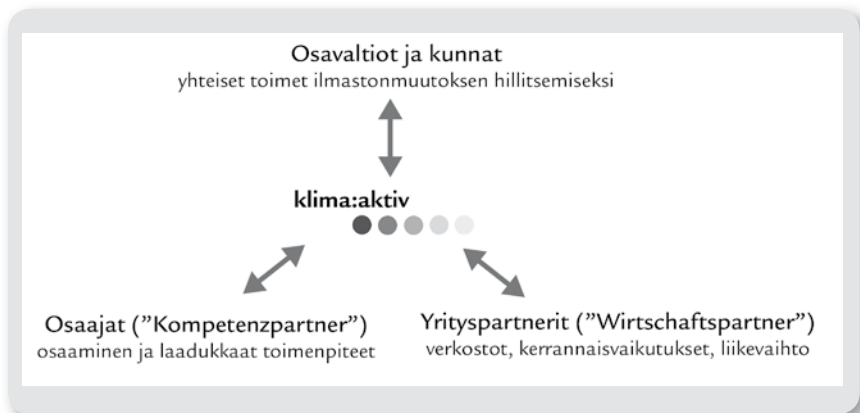 Osavaltiot ja kunnat
yhteiset toimet ilmastonmuutoksen hillitsemiseksi
klima:aktiv
Osaajat (”Kompetenzpartner”)
osaaminen ja laadukkaat toimenpiteet
Yrityspartnerit (”Wirtschaftspartner”)
verkostot, kerrannaisvaikutukset, liikevaihto